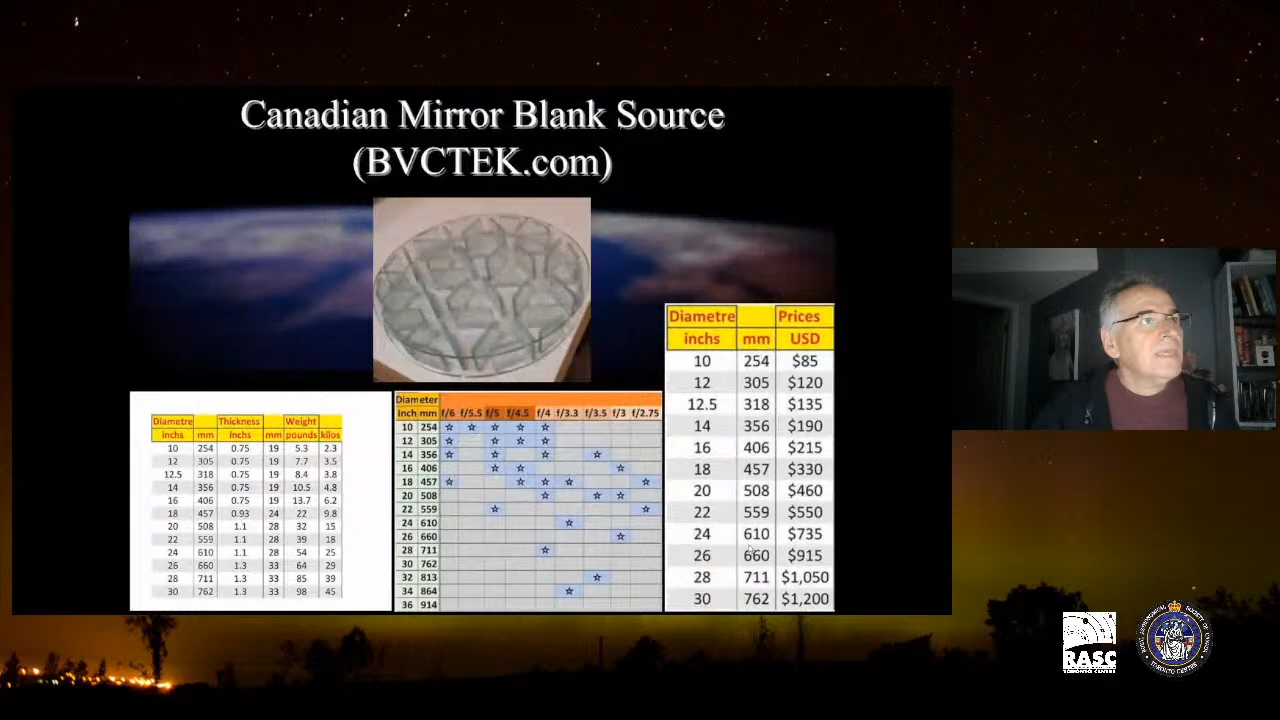 Canadian Mirror Blank Source
(BVCTEK.com)
Diametre Thickness Weight
inchs mm Inchs mm pounds kilos
10 254 0.75 19 5.3 2.3
12 305 0.75 19 7.7 3.5
12.5 318 0.75 19 8.4 3.8
14 356 0.75 19 10.5 4.8
16 406 0.75 19 13.7 6.2
18 457 0.93 24 22 9.8
20 508 1.1 28 32 15
22 559 1.1 28 39 18
24 610 1.1 28 54 25
26 660 1.3 33 64 29
28 711 1.3 33 85 39
30 762 1.3 33 98 45
Diameter
Inch mm f/6 f/5.5 f/5 f/4.5 f/4 f/3.3 f/3.5 f/3 f/2.75
10 254 ☆ ☆ ☆ ☆ ☆
12 305 ☆ ☆ ☆ ☆
14 356 ☆ ☆ ☆ ☆
16 406 ☆ ☆ ☆
18 457 ☆ ☆ ☆ ☆ ☆
20 508 ☆ ☆ ☆
22 559 ☆ ☆
24 610 ☆
26 660 ☆
28 711 ☆
30 762
32 813 ☆
34 864 ☆
36 914
Diametre Prices
inchs mm USD
10 254 $85
12 305 $120
12.5 318 $135
14 356 $190
16 406 $215
18 457 $330
20 508 $460
22 559 $550
24 610 $735
26 660 $915
28 711 $1,050
30 762 $1,200
RASC
TORONTO CENTRE
TORONTO CENTRE